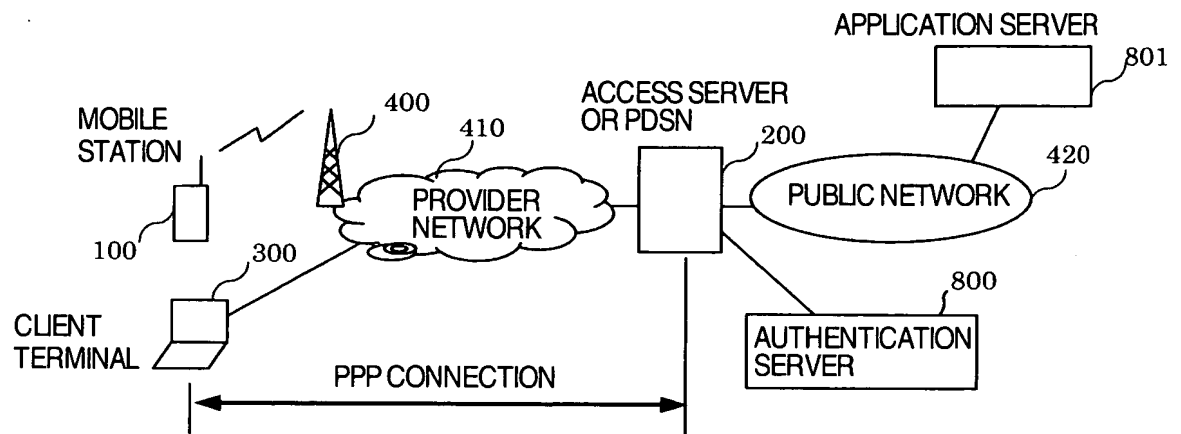 APPLICATION SERVER
801
ACCESS SERVER
OR PDSN
MOBILE
STATION
400
410
200
420
PROVIDER
NETWORK
PUBLIC NETWORK
100
300
800
CLIENT
TERMINAL
AUTHENTICATION
SERVER
PPP CONNECTION